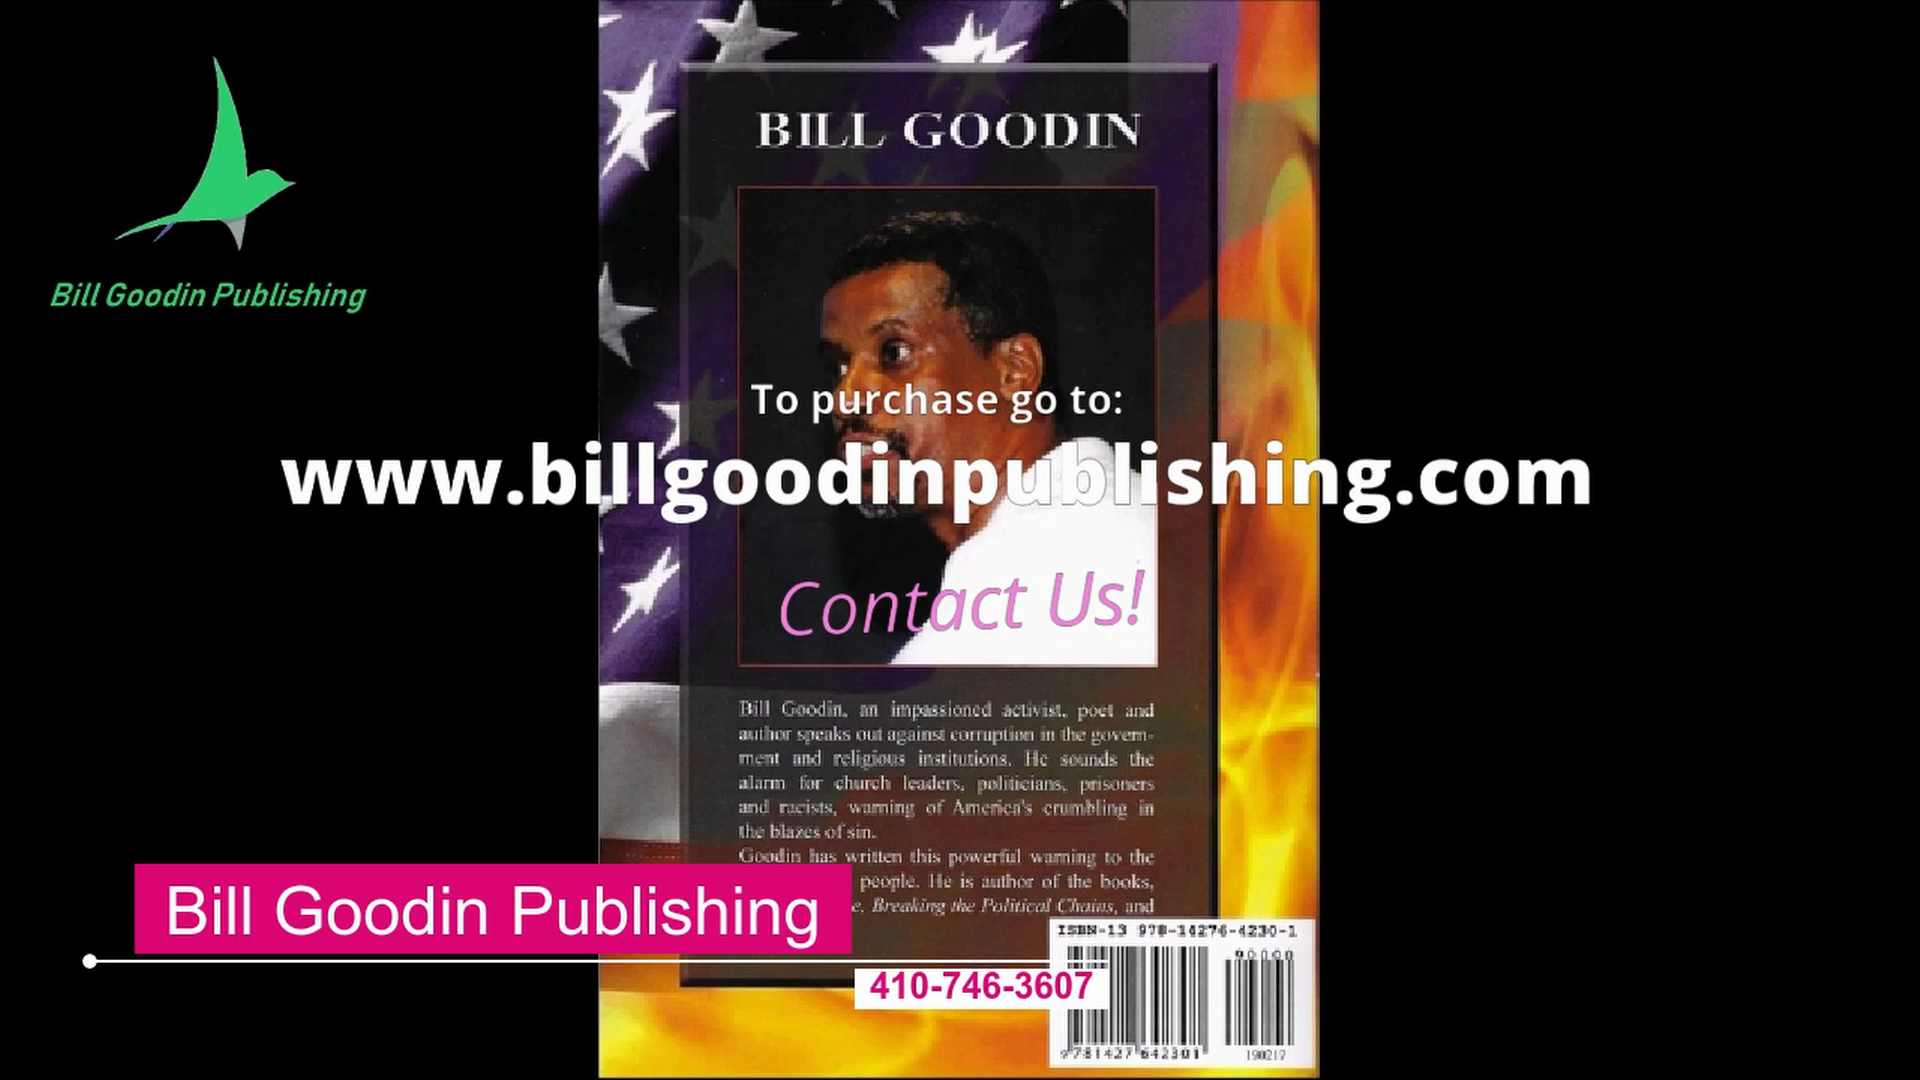 BILL GOODIN
Bill Goodin Publishing
To purchase go to:
www.billgoodinpublishing.com
Contact Us!
Bill Goodin, an impassioned activist, poet and
author speaks out against corruption in the govern-
ment and religious institutions. He sounds the
alarm for church leaders, politicians, prisoners
and racists, warning of America's crumbling in
the blazes of sin.
Goodin has written this powerful warning to the
people. He is author of the books,
Breaking the Political Chains, and
Bill Goodin Publishing
410-746-3607
ISBN-13 978-14276-4230-1
90000
9781427642301
190217